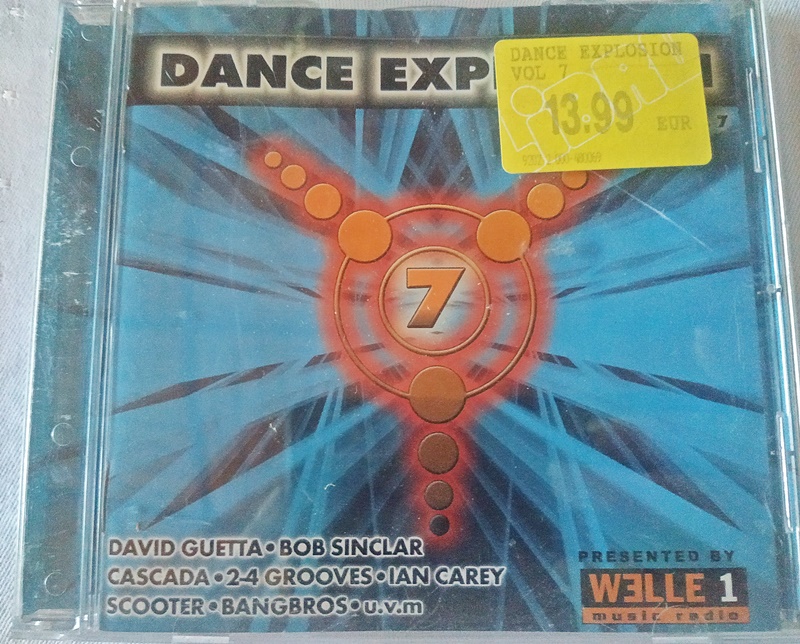 DANCE EXP
DANCE EXPLOSION
VOL 7
13.99 EUR
7
7
DAVID GUETTA•BOB SINCLAR
CASCADA•2-4 GROOVES•IAN CAREY
SCOOTER•BANGBROS•u.v.m
PRESENTED BY
WƎLLE 1
music radio